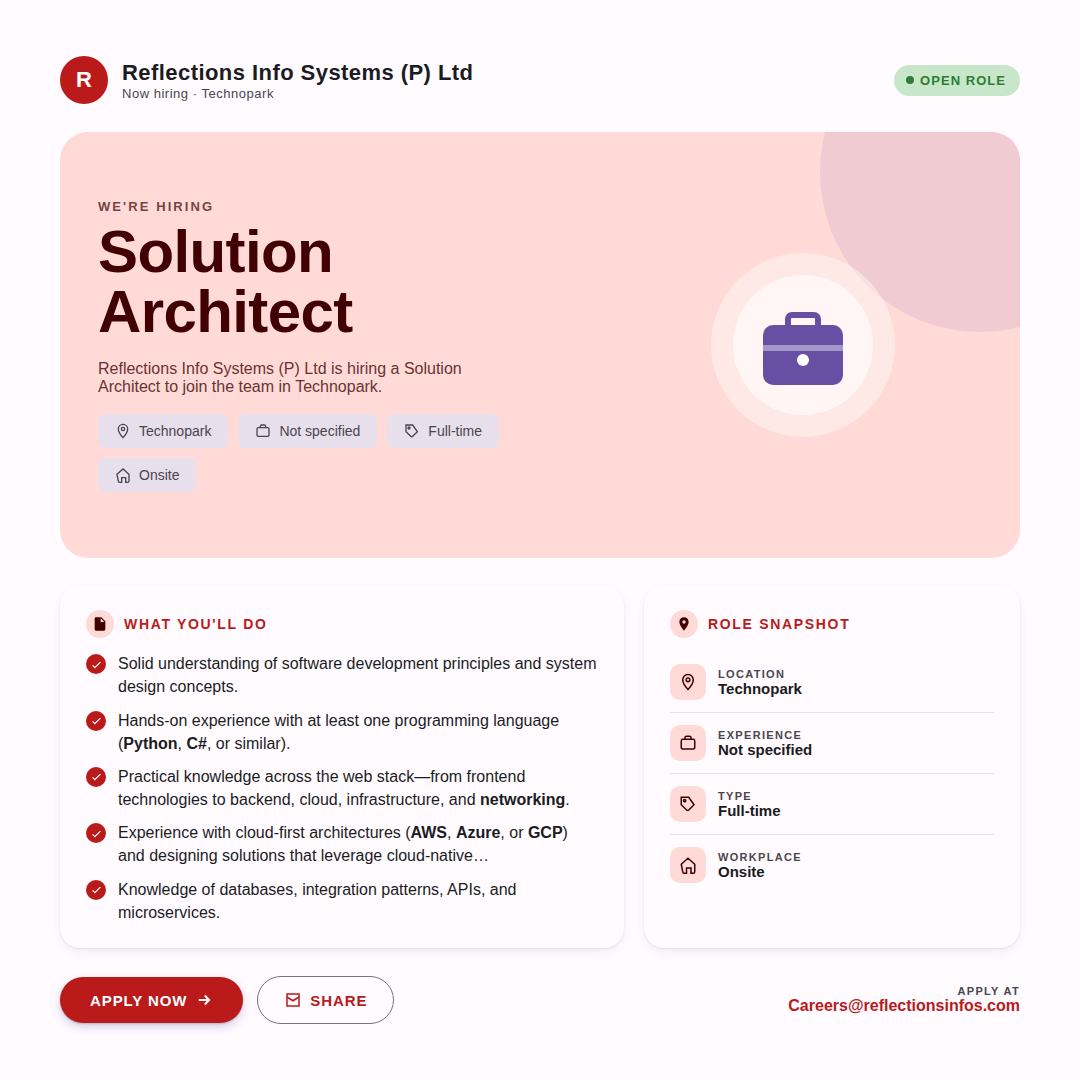 R
Reflections Info Systems (P) Ltd
Now hiring · Technopark
OPEN ROLE
WE'RE HIRING
Solution
Architect
Reflections Info Systems (P) Ltd is hiring a Solution
Architect to join the team in Technopark.
Technopark
Not specified
Full-time
Onsite
WHAT YOU'LL DO
Solid understanding of software development principles and system
design concepts.
Hands-on experience with at least one programming language
(Python, C#, or similar).
Practical knowledge across the web stack—from frontend
technologies to backend, cloud, infrastructure, and networking.
Experience with cloud-first architectures (AWS, Azure, or GCP)
and designing solutions that leverage cloud-native…
Knowledge of databases, integration patterns, APIs, and
microservices.
ROLE SNAPSHOT
LOCATION
Technopark
EXPERIENCE
Not specified
TYPE
Full-time
WORKPLACE
Onsite
APPLY NOW
SHARE
APPLY AT
Careers@reflectionsinfos.com